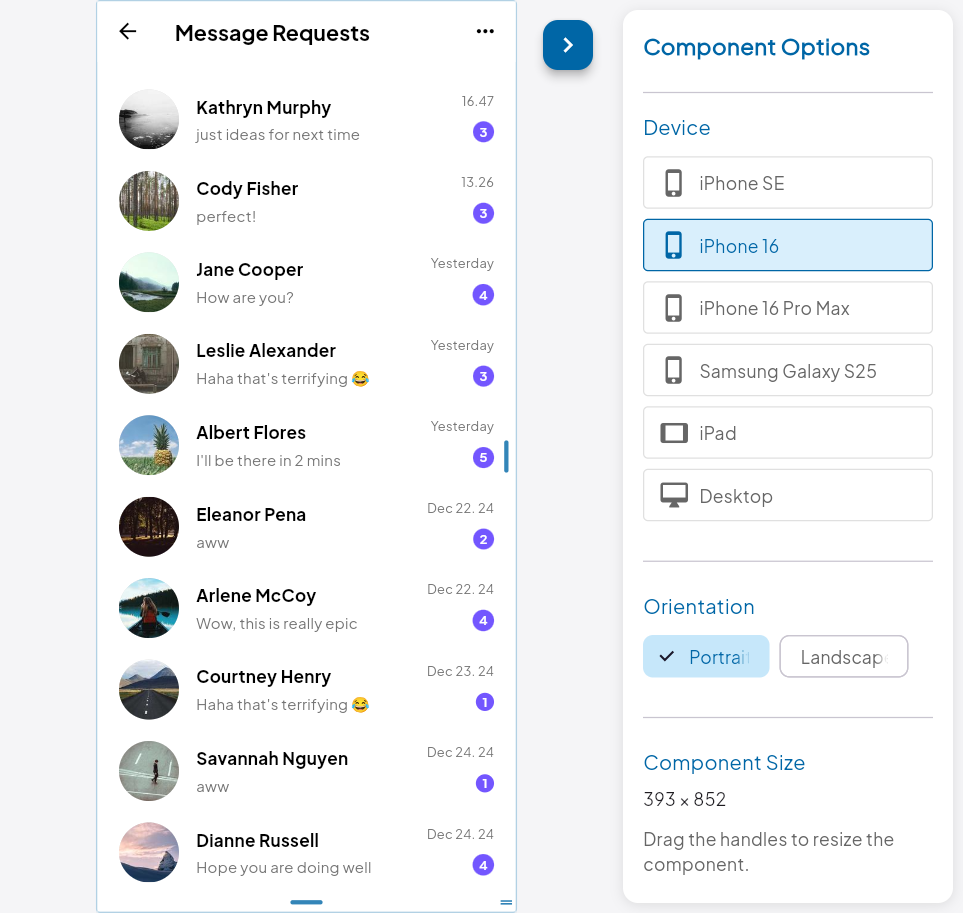 Message Requests
Kathryn Murphy
16.47
just ideas for next time
3
Cody Fisher
13.26
perfect!
3
Jane Cooper
Yesterday
How are you?
4
Leslie Alexander
Yesterday
Haha that's terrifying 😂
3
Albert Flores
Yesterday
I'll be there in 2 mins
5
Eleanor Pena
Dec 22. 24
aww
2
Arlene McCoy
Dec 22. 24
Wow, this is really epic
4
Courtney Henry
Dec 23. 24
Haha that's terrifying 😂
1
Savannah Nguyen
Dec 24. 24
aww
1
Dianne Russell
Dec 24. 24
Hope you are doing well
4
Component Options
Device
iPhone SE
iPhone 16
iPhone 16 Pro Max
Samsung Galaxy S25
iPad
Desktop
Orientation
Portrait
Landscap
Component Size
393 × 852
Drag the handles to resize the
component.